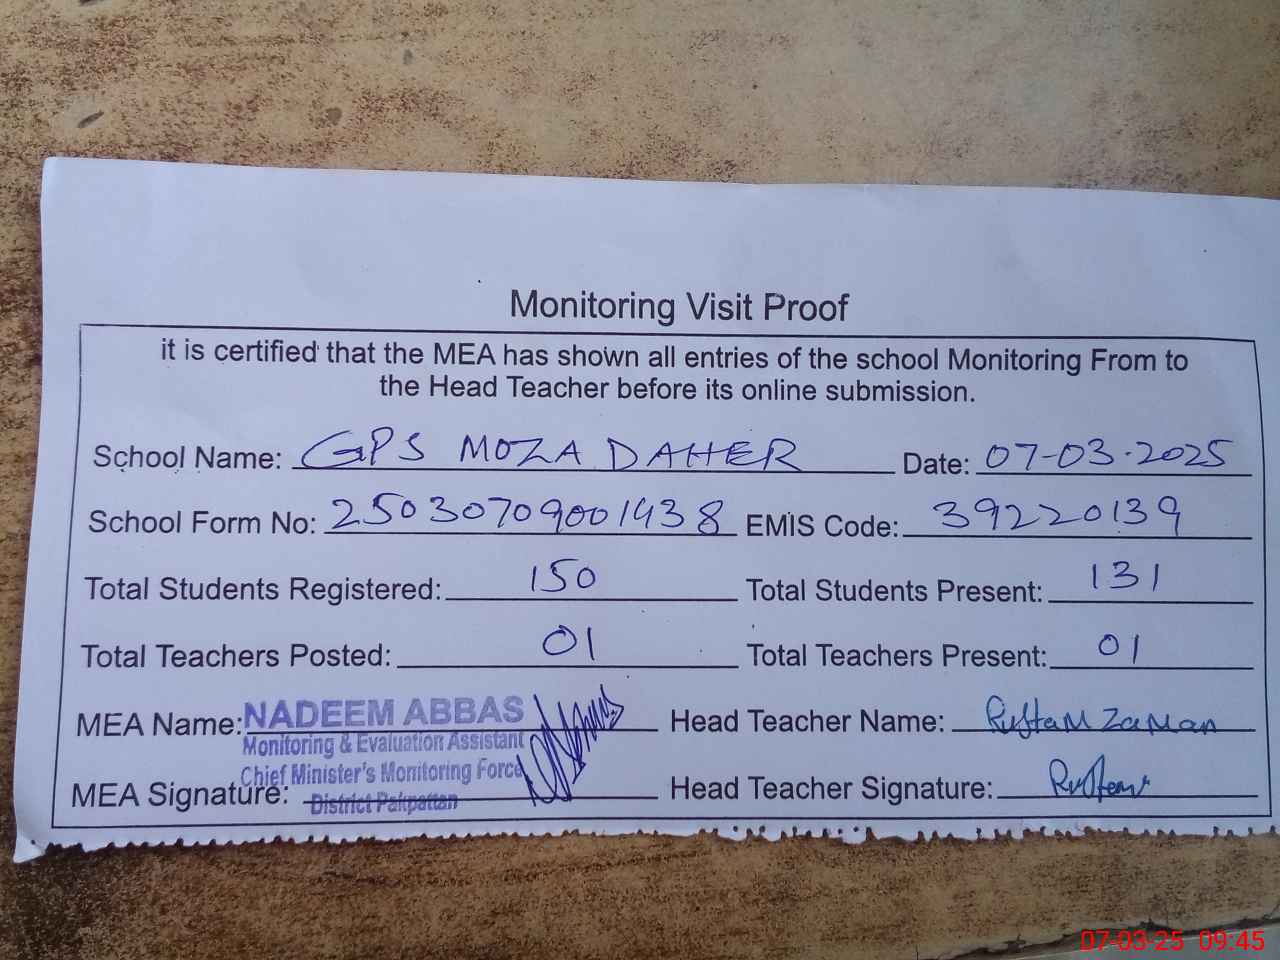 Monitoring Visit Proof
it is certified that the MEA has shown all entries of the school Monitoring From to
the Head Teacher before its online submission.
School Name: GPS MOZA DAHER Date: 07-03-2025
School Form No: 25030709001438 EMIS Code: 39220139
Total Students Registered: 150 Total Students Present: 131
Total Teachers Posted: 01 Total Teachers Present: 01
MEA Name: NADEEM ABBAS Head Teacher Name: Rustam Zaman
Monitoring & Evaluation Assistant
Chief Minister's Monitoring Force
MEA Signature: District Pakpattan Head Teacher Signature: Rustam
07-03-25 09:45